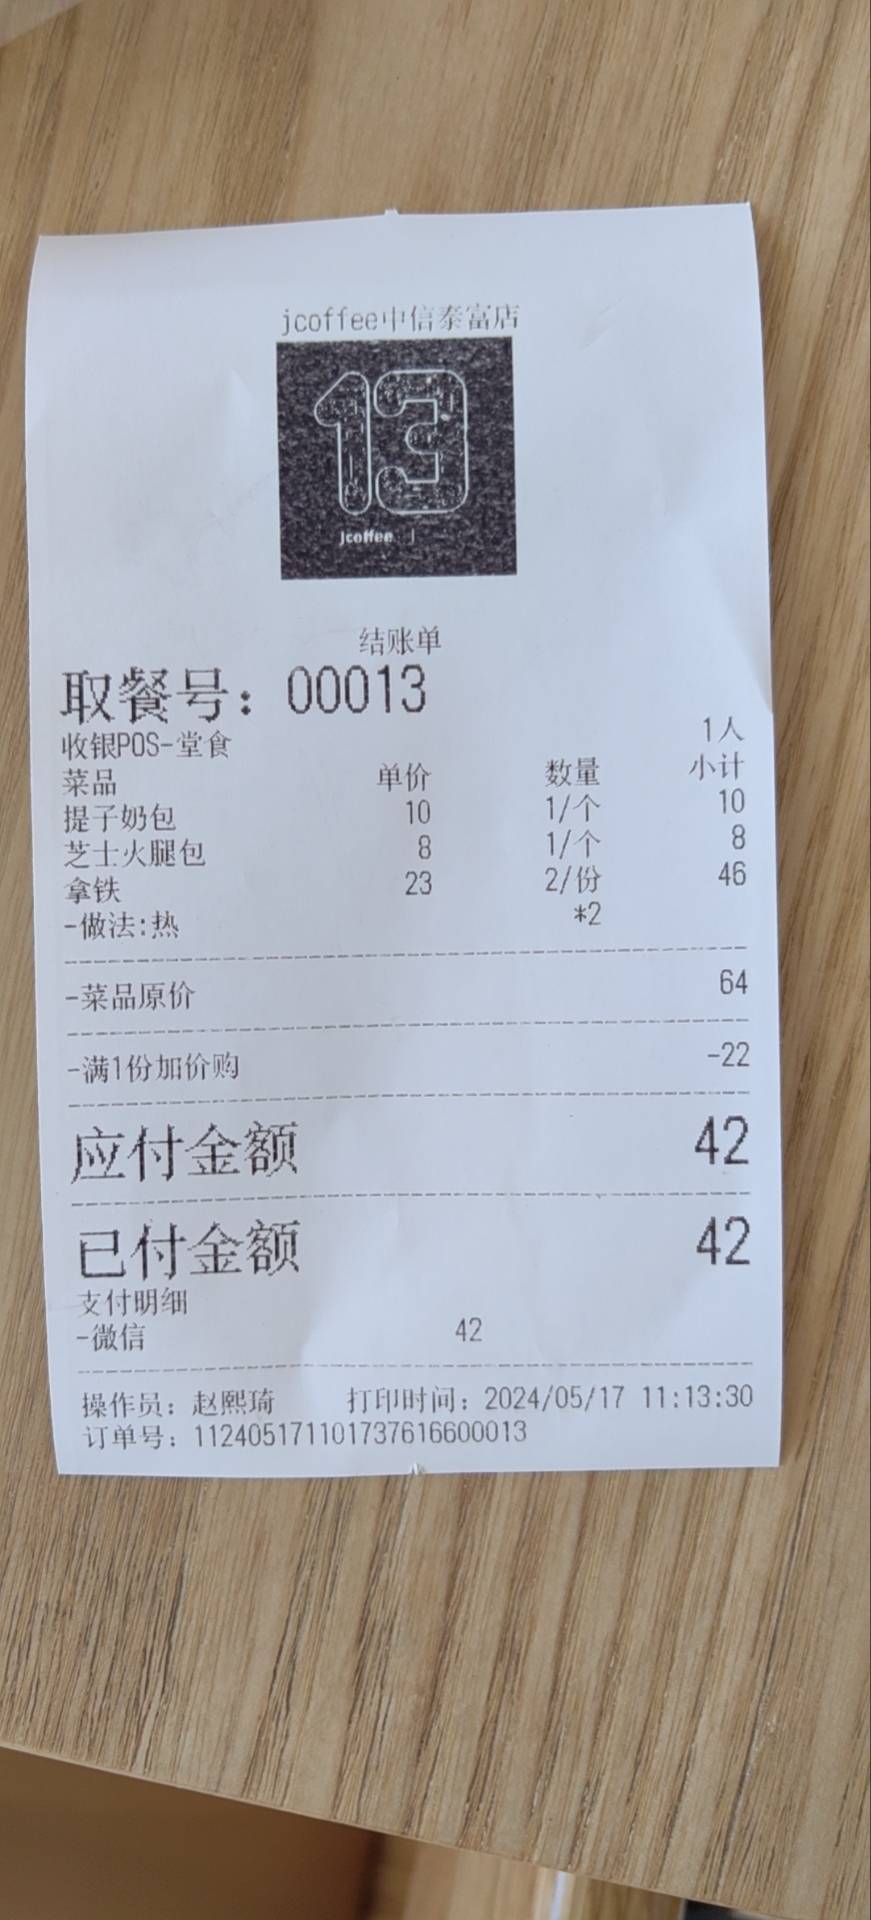 jcoffee中信泰富店
13
jcoffee
结账单
取餐号：00013
收银POS-堂食 1人
菜品 单价 数量 小计
提子奶包 10 1/个 10
芝士火腿包 8 1/个 8
拿铁 23 2/份 46
-做法:热 *2
-菜品原价 64
-满1份加价购 -22
应付金额 42
已付金额 42
支付明细
-微信 42
操作员：赵熙琦 打印时间：2024/05/17 11:13:30
订单号：112405171101737616600013